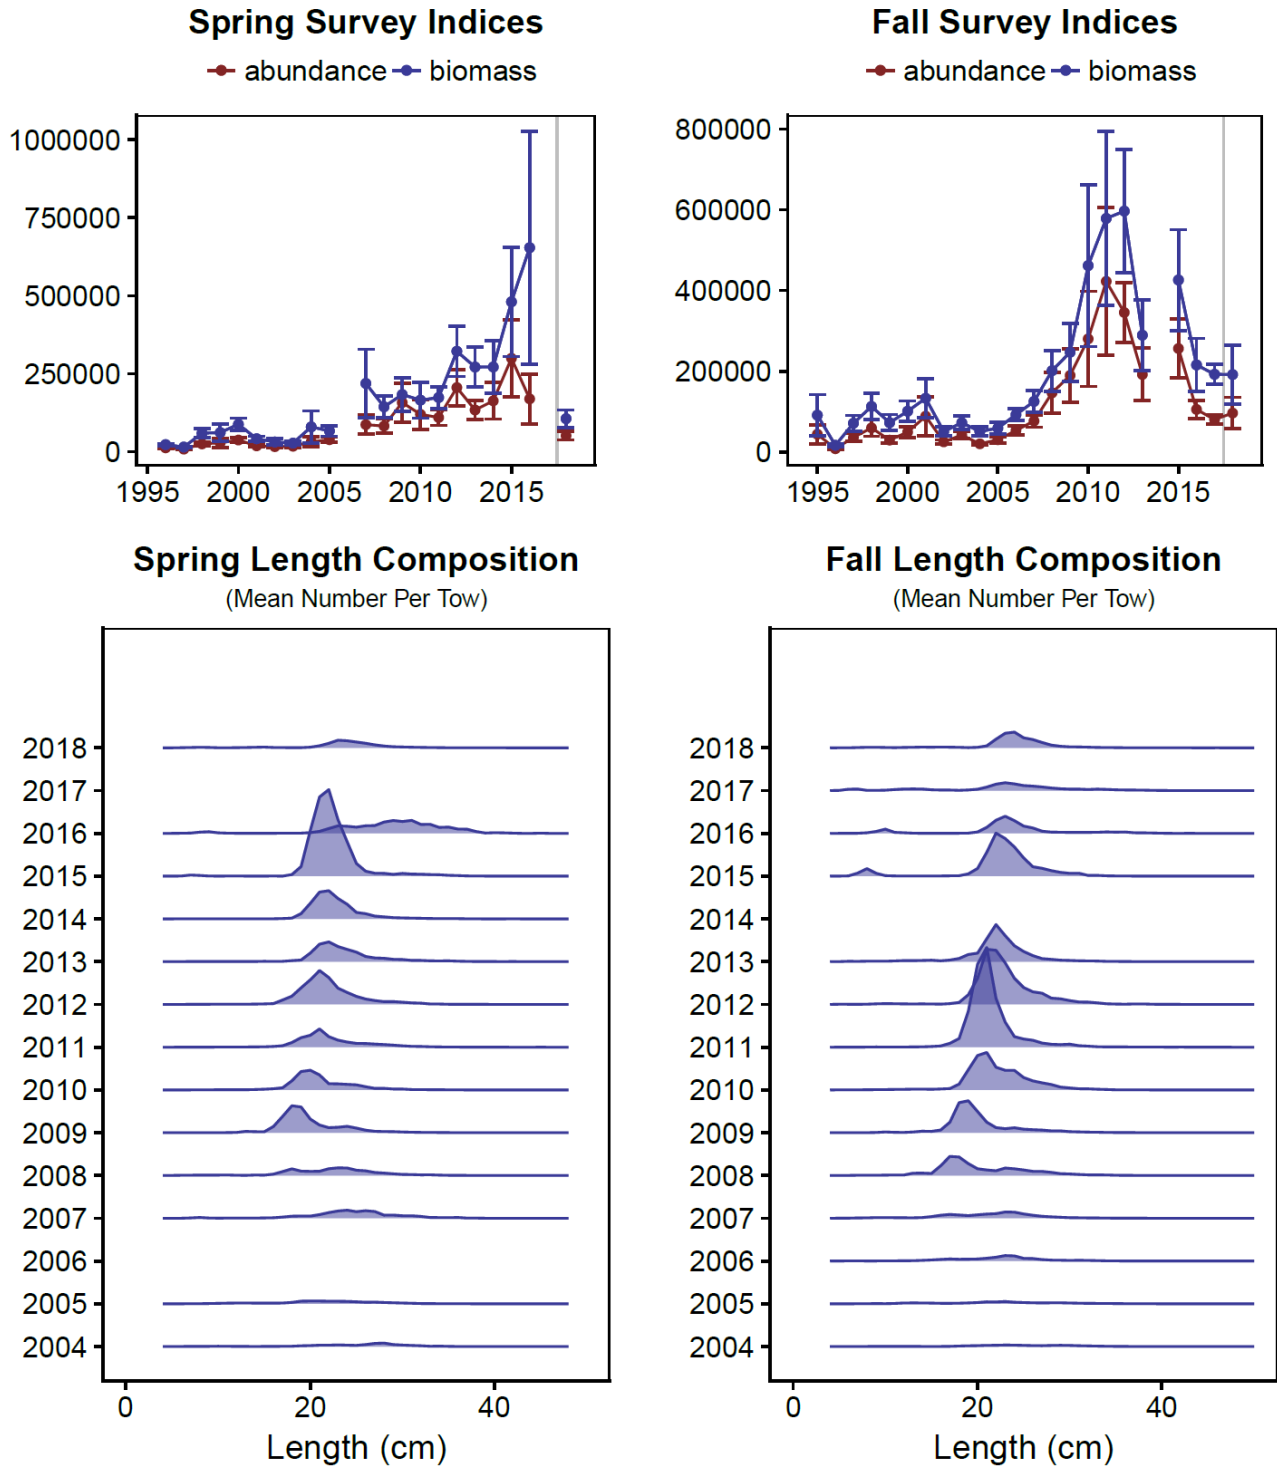 Spring Survey Indices
abundance biomass
1000000
750000
500000
250000
0
1995 2000 2005 2010 2015
Fall Survey Indices
abundance biomass
800000
600000
400000
200000
0
1995 2000 2005 2010 2015
Spring Length Composition
(Mean Number Per Tow)
2018
2017
2016
2015
2014
2013
2012
2011
2010
2009
2008
2007
2006
2005
2004
0 20 40
Length (cm)
Fall Length Composition
(Mean Number Per Tow)
2018
2017
2016
2015
2014
2013
2012
2011
2010
2009
2008
2007
2006
2005
2004
0 20 40
Length (cm)